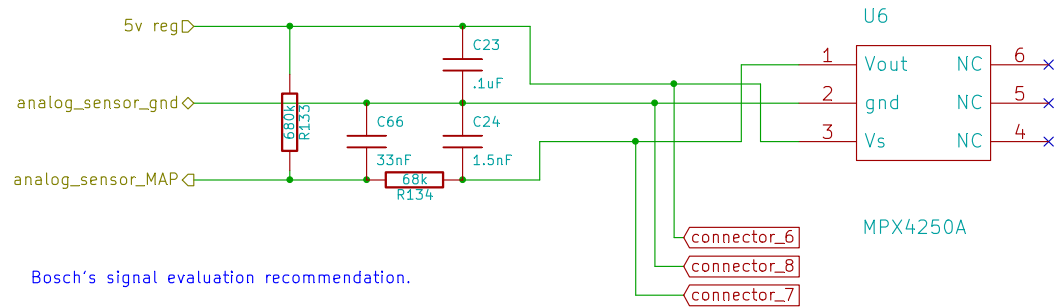 U6
5v reg
C23
.1uF
1 Vout NC 6
analog_sensor_gnd
2 gnd NC 5
680k
R133
C66
33nF
C24
1.5nF
3 Vs NC 4
analog_sensor_MAP
68k
R134
MPX4250A
connector_6
connector_8
connector_7
Bosch's signal evaluation recommendation.